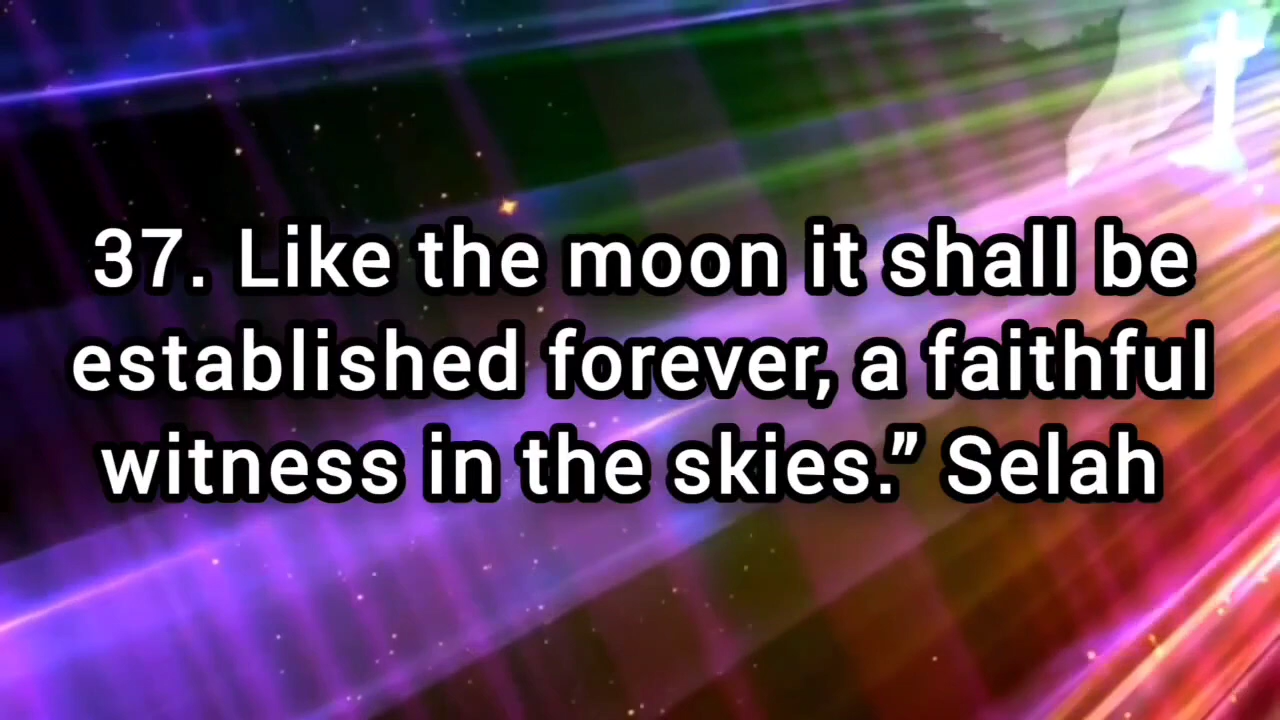 37. Like the moon it shall be
established forever, a faithful
witness in the skies.” Selah